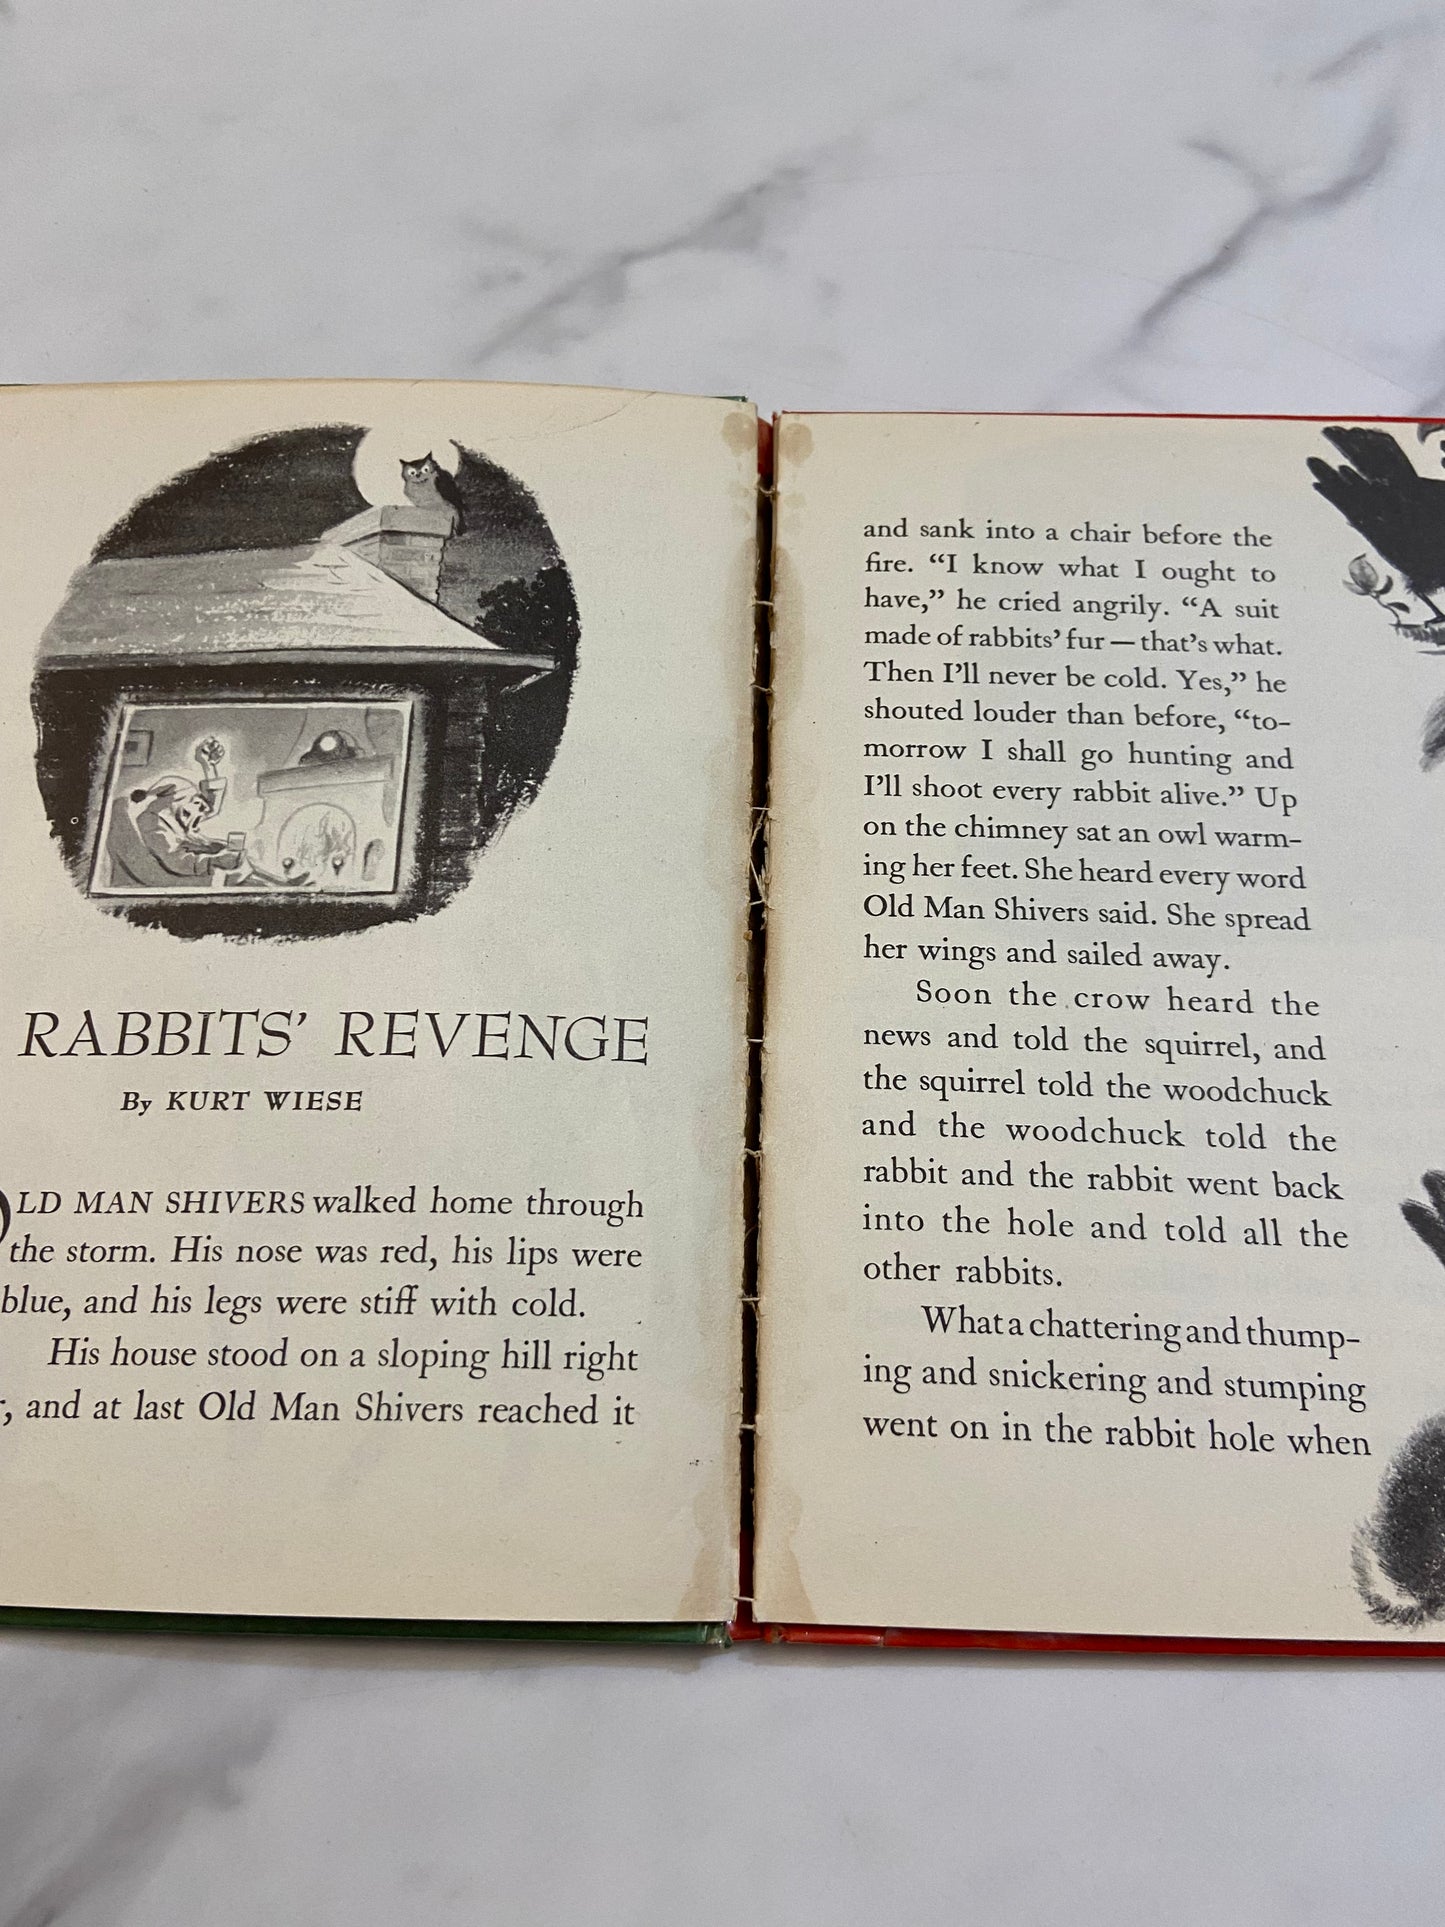 RABBITS' REVENGE
By KURT WIESE
OLD MAN SHIVERS walked home through
the storm. His nose was red, his lips were
blue, and his legs were stiff with cold.
His house stood on a sloping hill right
, and at last Old Man Shivers reached it
and sank into a chair before the
fire. “I know what I ought to
have,” he cried angrily. “A suit
made of rabbits’ fur — that’s what.
Then I’ll never be cold. Yes,” he
shouted louder than before, “to-
morrow I shall go hunting and
I’ll shoot every rabbit alive.” Up
on the chimney sat an owl warm-
ing her feet. She heard every word
Old Man Shivers said. She spread
her wings and sailed away.
Soon the crow heard the
news and told the squirrel, and
the squirrel told the woodchuck
and the woodchuck told the
rabbit and the rabbit went back
into the hole and told all the
other rabbits.
What a chattering and thump-
ing and snickering and stumping
went on in the rabbit hole when